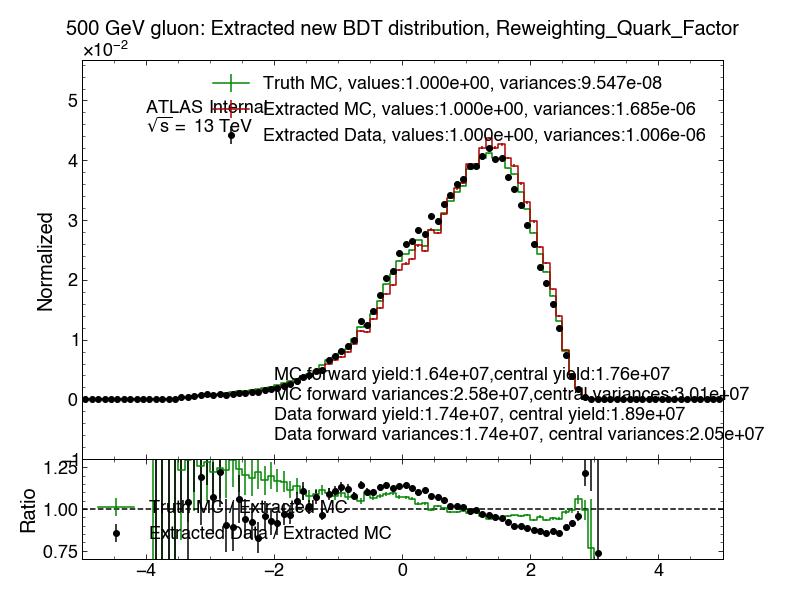 500 GeV gluon: Extracted new BDT distribution, Reweighting_Quark_Factor
×10−2
Truth MC, values:1.000e+00, variances:9.547e-08
ATLAS Internal
Extracted MC, values:1.000e+00, variances:1.685e-06
√s = 13 TeV
Extracted Data, values:1.000e+00, variances:1.006e-06
5
4
3
2
1
0
Normalized
MC forward yield:1.64e+07,central yield:1.76e+07
MC forward variances:2.58e+07,central variances:3.01e+07
Data forward yield:1.74e+07, central yield:1.89e+07
Data forward variances:1.74e+07, central variances:2.05e+07
1.25
1.00
0.75
Ratio
Truth MC / Extracted MC
Extracted Data / Extracted MC
−4 −2 0 2 4